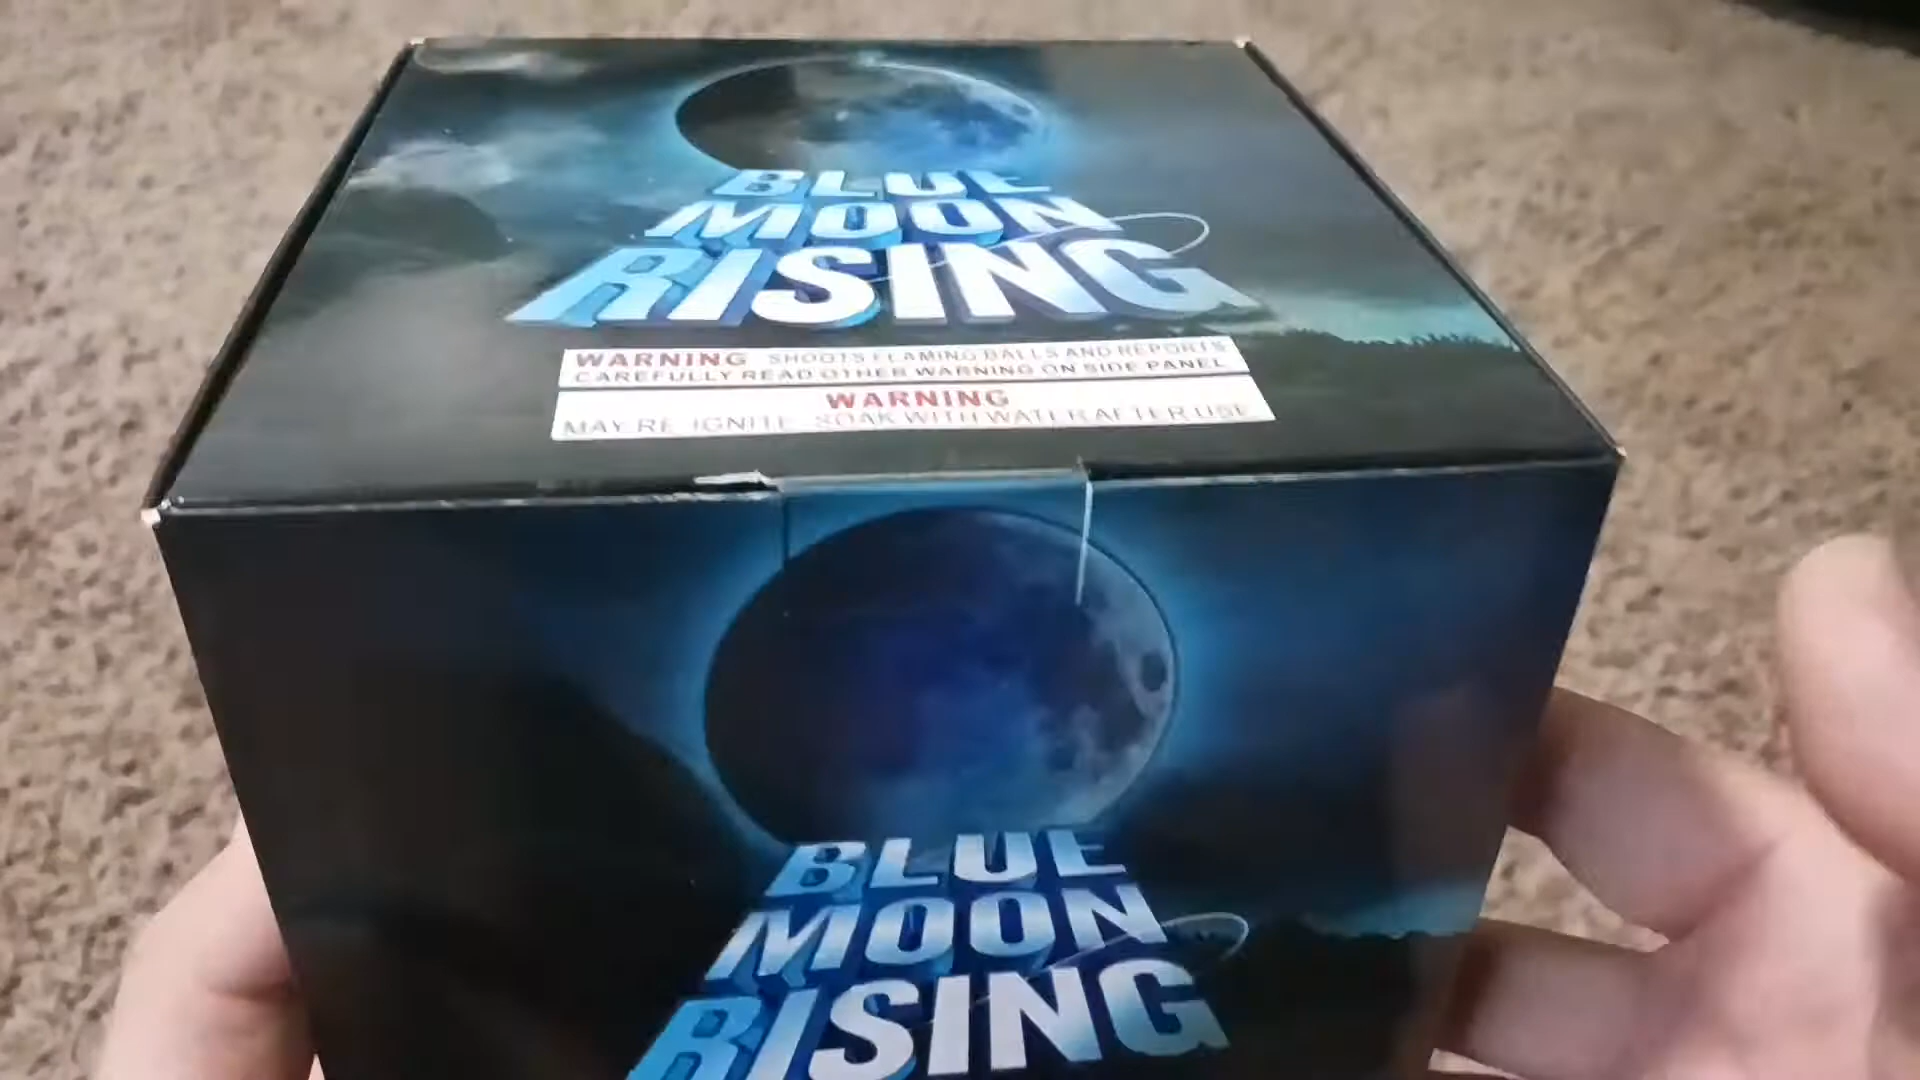 BLUE
MOON
RISING
WARNING SHOOTS FLAMING BALLS AND REPORTS
CAREFULLY READ OTHER WARNING ON SIDE PANEL
WARNING
MAY RE-IGNITE SOAK WITH WATER AFTER USE
BLUE
MOON
RISING